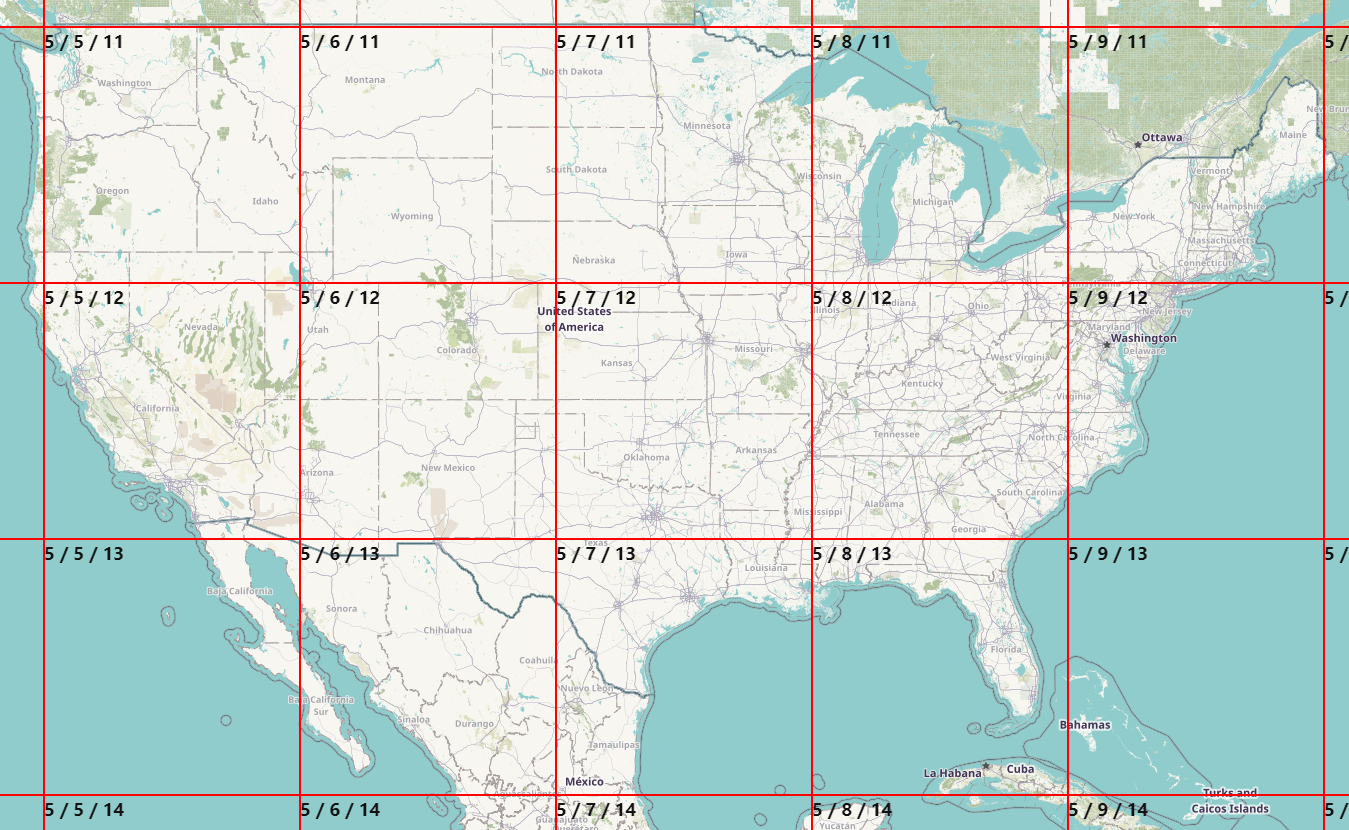 5 / 5 / 11
5 / 6 / 11
5 / 7 / 11
5 / 8 / 11
5 / 9 / 11
5 /
Washington
Montana
North Dakota
Minnesota
Ottawa
New Brun
Maine
Oregon
Idaho
Wyoming
South Dakota
Wisconsin
Michigan
Vermont
New York
New Hampshire
Massachusetts
Connecticut
Nebraska
Iowa
Pennsylvania
5 / 5 / 12
5 / 6 / 12
5 / 7 / 12
5 / 8 / 12
5 / 9 / 12
5 /
Indiana
Illinois
Ohio
New Jersey
Nevada
Utah
United States
of America
Maryland
Washington
Delaware
Colorado
Kansas
Missouri
West Virginia
Kentucky
Virginia
California
Tennessee
North Carolina
Arizona
New Mexico
Oklahoma
Arkansas
South Carolina
Mississippi
Alabama
Georgia
5 / 5 / 13
5 / 6 / 13
5 / 7 / 13
5 / 8 / 13
5 / 9 / 13
5 /
Texas
Louisiana
Baja California
Sonora
Chihuahua
Florida
Coahuila
Nuevo León
Baja California
Sur
Sinaloa
Durango
Tamaulipas
Bahamas
La Habana
Cuba
México
Aguascalientes
Turks and
Caicos Islands
5 / 5 / 14
5 / 6 / 14
5 / 7 / 14
5 / 8 / 14
5 / 9 / 14
5 /
Guanajuato
Querétaro
Yucatán